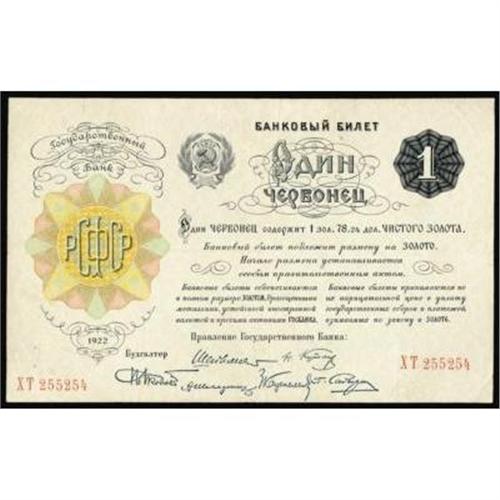 Государственный
Банк
РСФСР
1922
БАНКОВЫЙ БИЛЕТ
ОДИН
ЧЕРВОНЕЦ
1
Один ЧЕРВОНЕЦ содержит 1 зол. 78,24 дол. ЧИСТОГО ЗОЛОТА.
Банковый билет подлежит размену на ЗОЛОТО.
Начало размена устанавливается
особым правительственным актом.
Банковые билеты обеспечиваются
в полном размере ЗОЛОТОМ, драгоценными
металлами, устойчивой иностранной
валютой и прочими активами ГОСБАНКА.
Банковые билеты принимаются по
их нарицательной цене в уплату
государственных сборов и платежей,
взимаемых по закону в золоте.
Правление Государственного Банка:
Бухгалтер
ХТ 255254
ХТ 255254